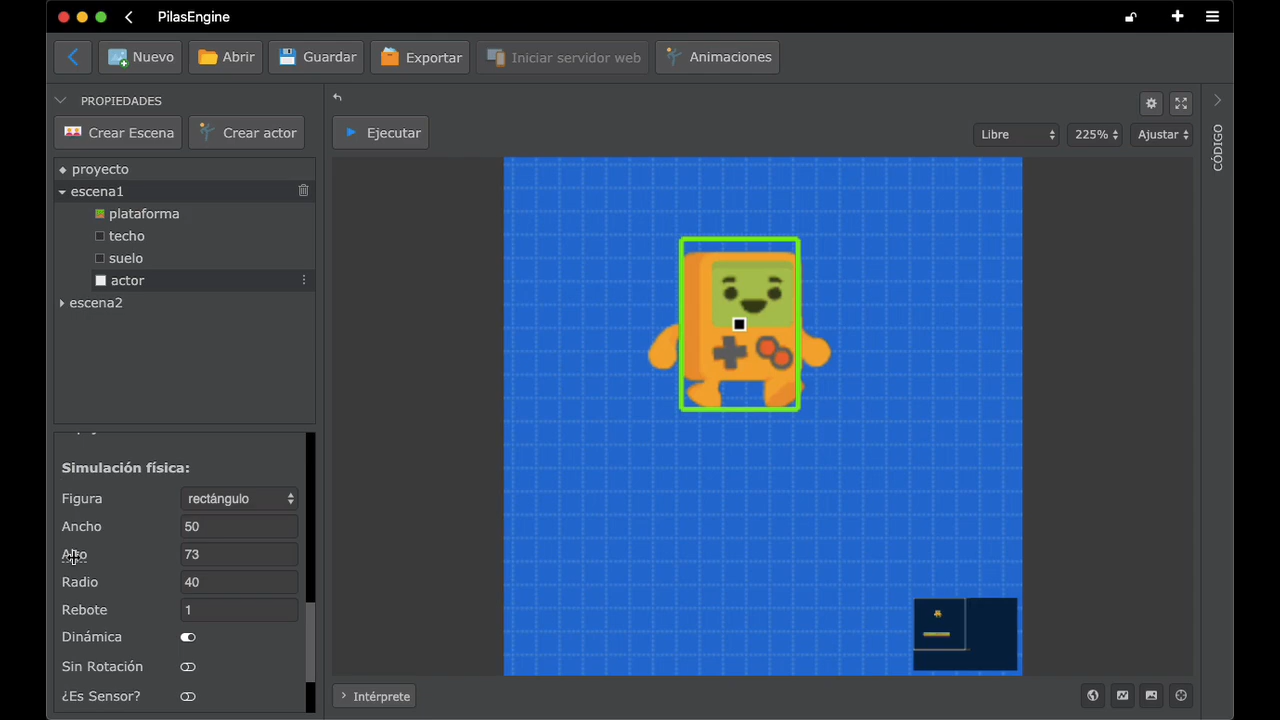 PilasEngine
Nuevo
Abrir
Guardar
Exportar
Iniciar servidor web
Animaciones
PROPIEDADES
Crear Escena
Crear actor
Ejecutar
Libre
225%
Ajustar
CÓDIGO
proyecto
escena1
plataforma
techo
suelo
actor
escena2
Simulación física:
Figura
rectángulo
Ancho
50
Alto
73
Radio
40
Rebote
1
Dinámica
Sin Rotación
¿Es Sensor?
Intérprete